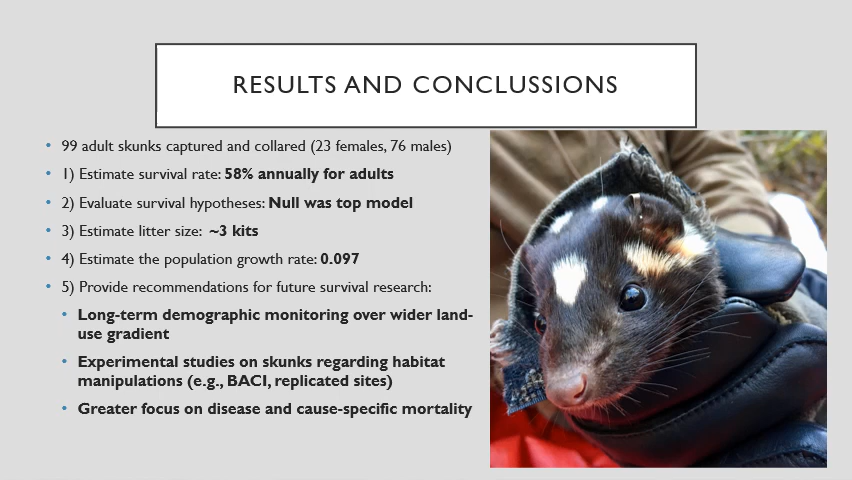 RESULTS AND CONCLUSSIONS
• 99 adult skunks captured and collared (23 females, 76 males)
• 1) Estimate survival rate: 58% annually for adults
• 2) Evaluate survival hypotheses: Null was top model
• 3) Estimate litter size: ~3 kits
• 4) Estimate the population growth rate: 0.097
• 5) Provide recommendations for future survival research:
• Long-term demographic monitoring over wider land-
use gradient
• Experimental studies on skunks regarding habitat
manipulations (e.g., BACI, replicated sites)
• Greater focus on disease and cause-specific mortality